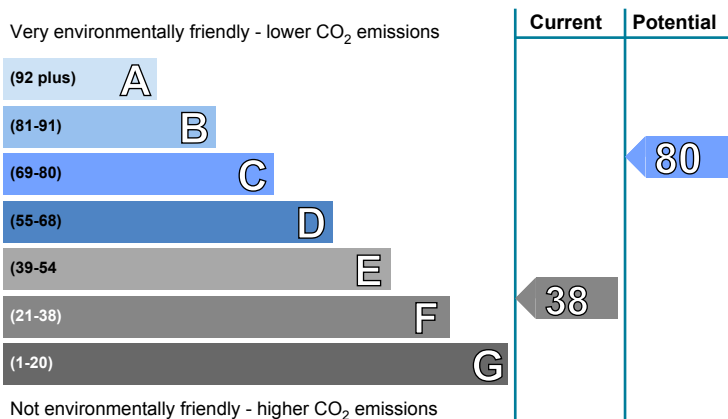 Current Potential
Very environmentally friendly - lower CO2 emissions
(92 plus) A
(81-91) B
(69-80) C
80
(55-68) D
(39-54 E
(21-38) F
38
(1-20) G
Not environmentally friendly - higher CO2 emissions